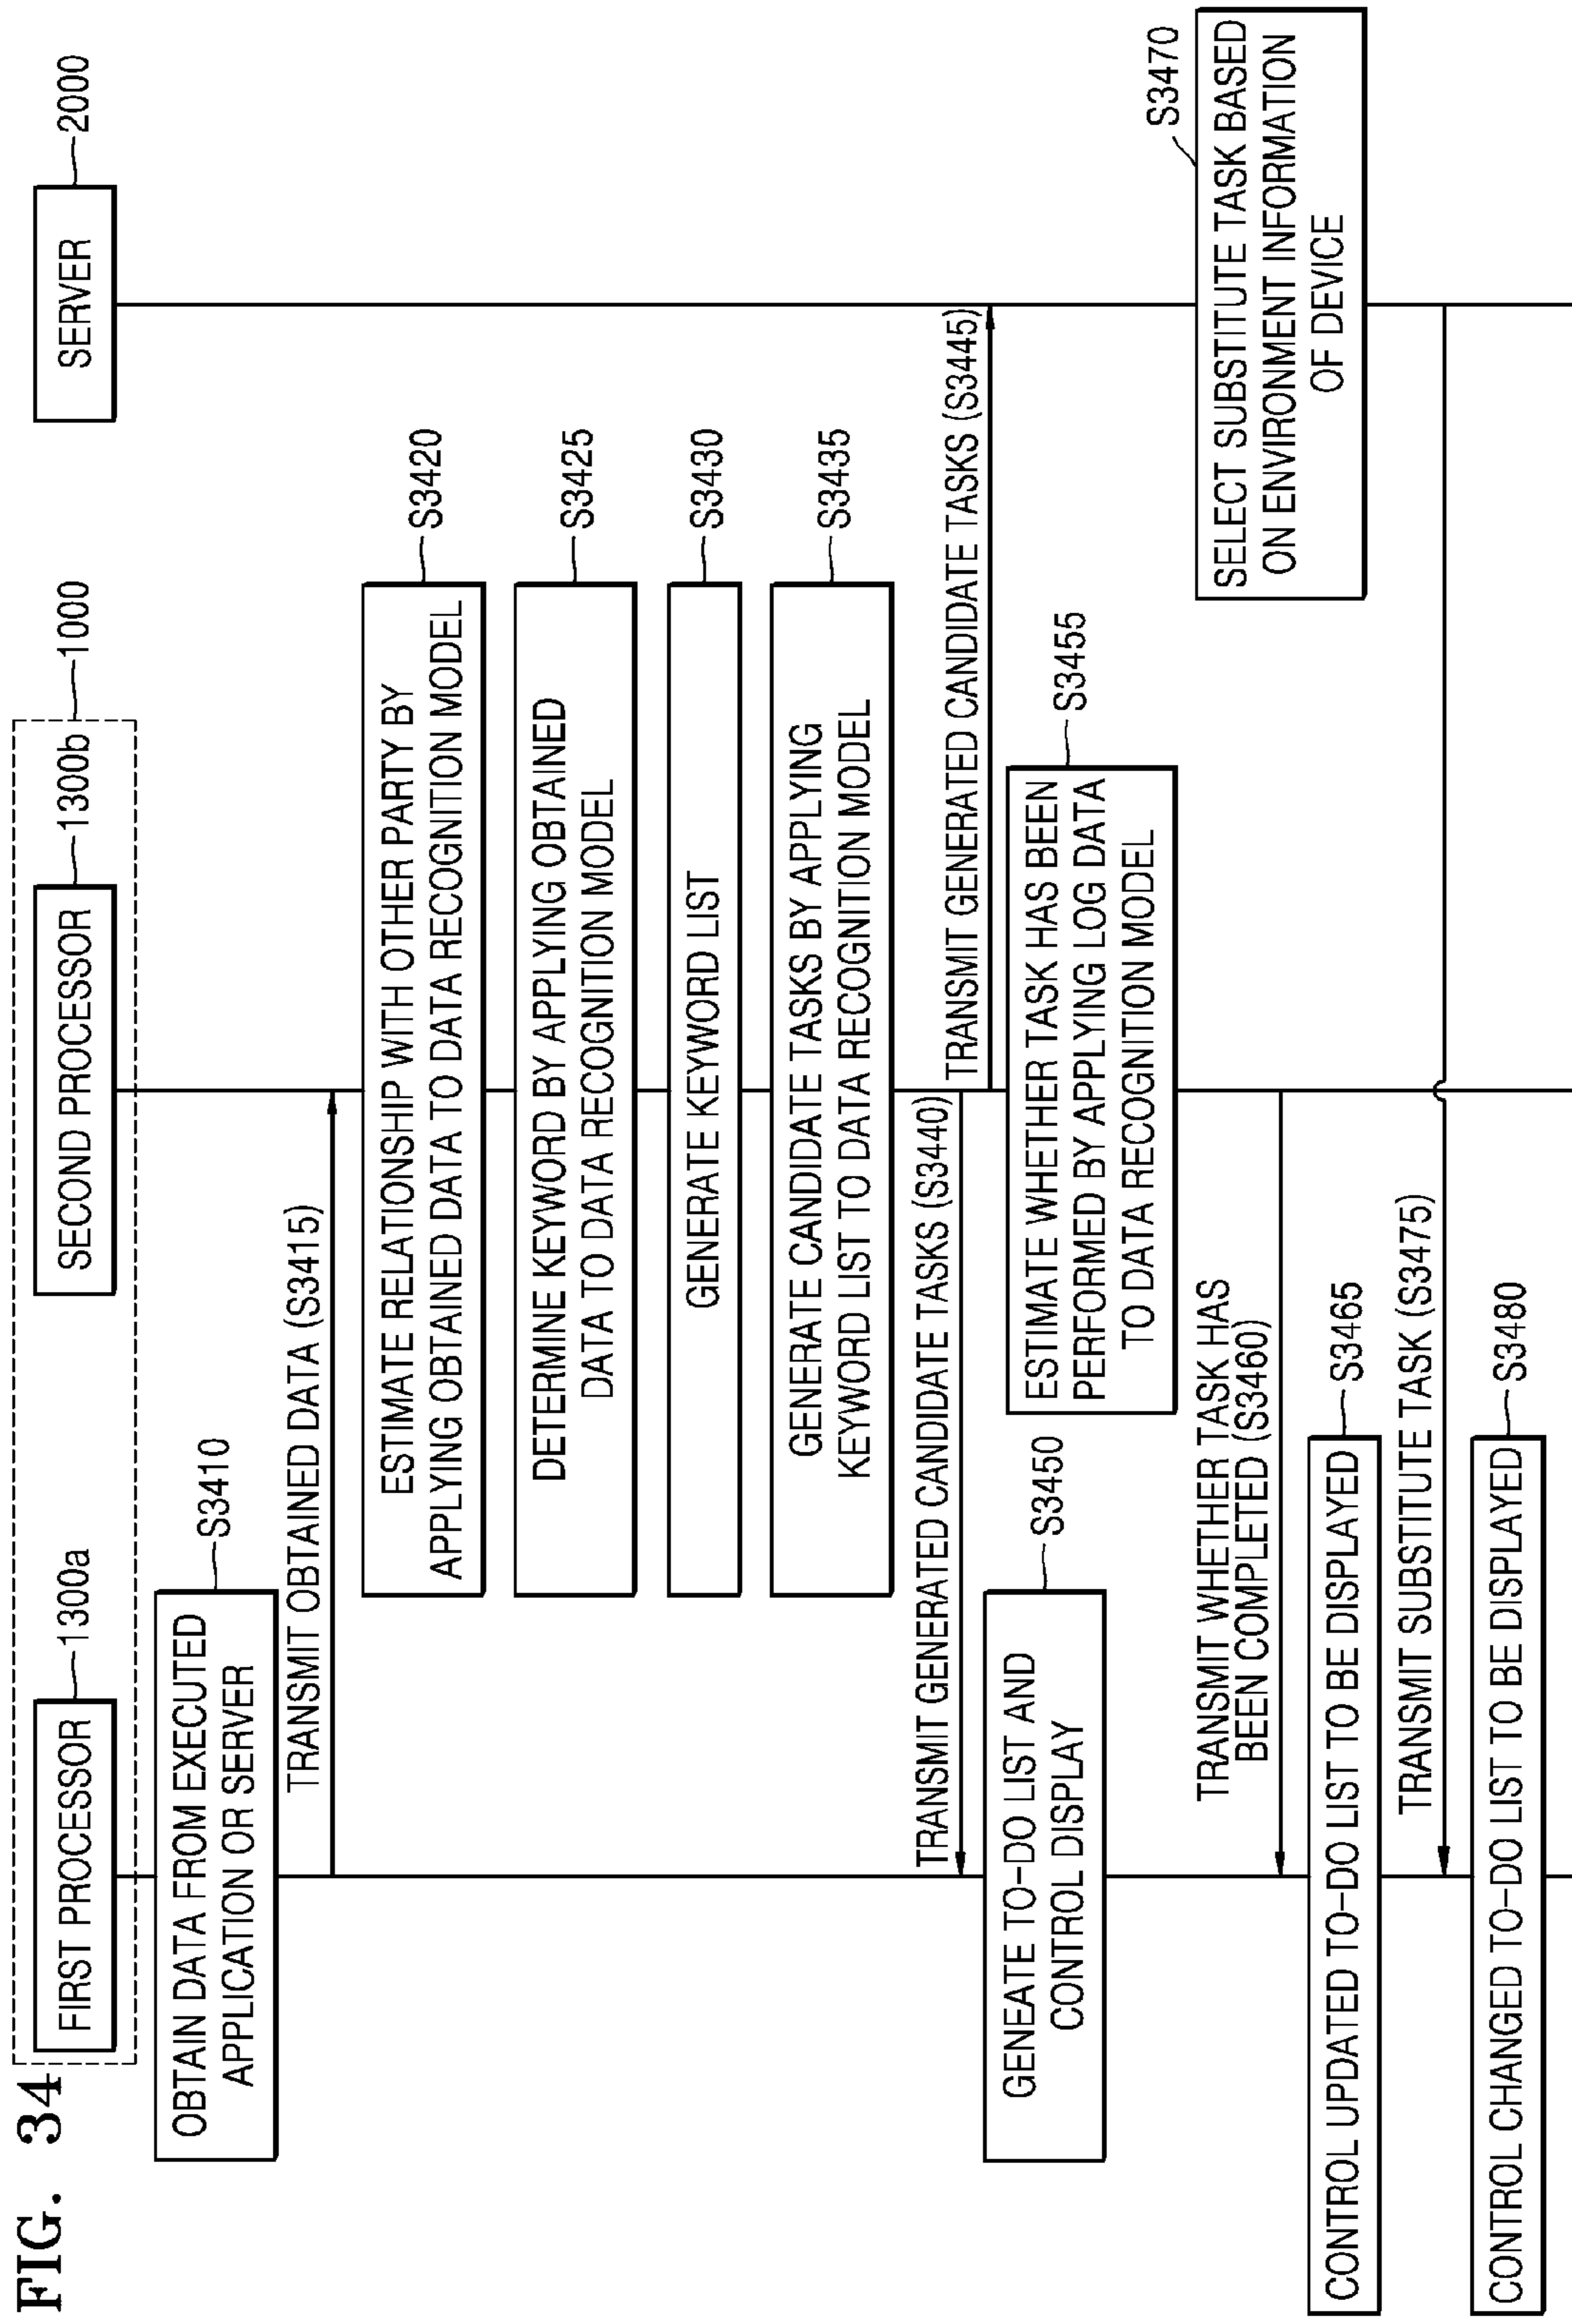 FIG. 34
1000
FIRST PROCESSOR
1300a
SECOND PROCESSOR
1300b
SERVER
2000
OBTAIN DATA FROM EXECUTED
APPLICATION OR SERVER
S3410
TRANSMIT OBTAINED DATA (S3415)
ESTIMATE RELATIONSHIP WITH OTHER PARTY BY
APPLYING OBTAINED DATA TO DATA RECOGNITION MODEL
S3420
DETERMINE KEYWORD BY APPLYING OBTAINED
DATA TO DATA RECOGNITION MODEL
S3425
GENERATE KEYWORD LIST
S3430
GENERATE CANDIDATE TASKS BY APPLYING
KEYWORD LIST TO DATA RECOGNITION MODEL
S3435
TRANSMIT GENERATED CANDIDATE TASKS (S3440)
TRANSMIT GENERATED CANDIDATE TASKS (S3445)
GENEATE TO-DO LIST AND
CONTROL DISPLAY
S3450
ESTIMATE WHETHER TASK HAS BEEN
PERFORMED BY APPLYING LOG DATA
TO DATA RECOGNITION MODEL
S3455
TRANSMIT WHETHER TASK HAS
BEEN COMPLETED (S3460)
CONTROL UPDATED TO-DO LIST TO BE DISPLAYED
S3465
SELECT SUBSTITUTE TASK BASED
ON ENVIRONMENT INFORMATION
OF DEVICE
S3470
TRANSMIT SUBSTITUTE TASK (S3475)
CONTROL CHANGED TO-DO LIST TO BE DISPLAYED
S3480